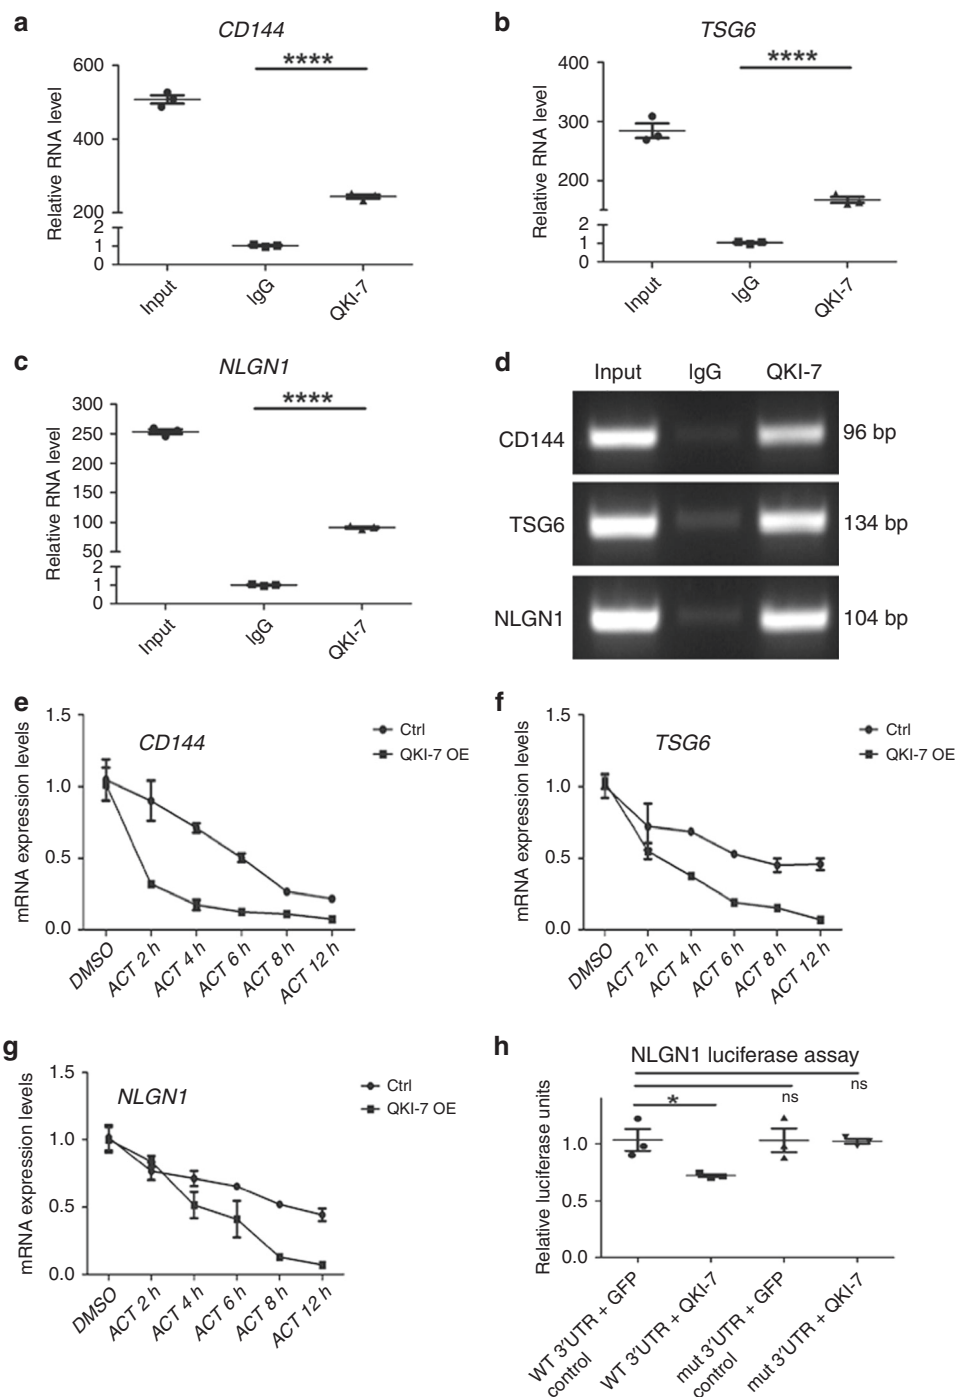 a
CD144
Relative RNA level
600
400
200
2
1
0
****
Input
IgG
QKI-7
b
TSG6
Relative RNA level
400
300
200
2
1
0
****
Input
IgG
QKI-7
c
NLGN1
Relative RNA level
300
250
200
150
100
50
2
1
0
****
Input
IgG
QKI-7
d
Input IgG QKI-7
CD144 96 bp
TSG6 134 bp
NLGN1 104 bp
e
CD144
mRNA expression levels
1.5
1.0
0.5
0.0
Ctrl
QKI-7 OE
DMSO
ACT 2 h
ACT 4 h
ACT 6 h
ACT 8 h
ACT 12 h
f
TSG6
mRNA expression levels
1.5
1.0
0.5
0.0
Ctrl
QKI-7 OE
DMSO
ACT 2 h
ACT 4 h
ACT 6 h
ACT 8 h
ACT 12 h
g
NLGN1
mRNA expression levels
1.5
1.0
0.5
0.0
Ctrl
QKI-7 OE
DMSO
ACT 2 h
ACT 4 h
ACT 6 h
ACT 8 h
ACT 12 h
h
NLGN1 luciferase assay
ns
ns
*
Relative luciferase units
1.0
0.5
0.0
WT 3'UTR + GFP
control
WT 3'UTR + QKI-7
mut 3'UTR + GFP
control
mut 3'UTR + QKI-7